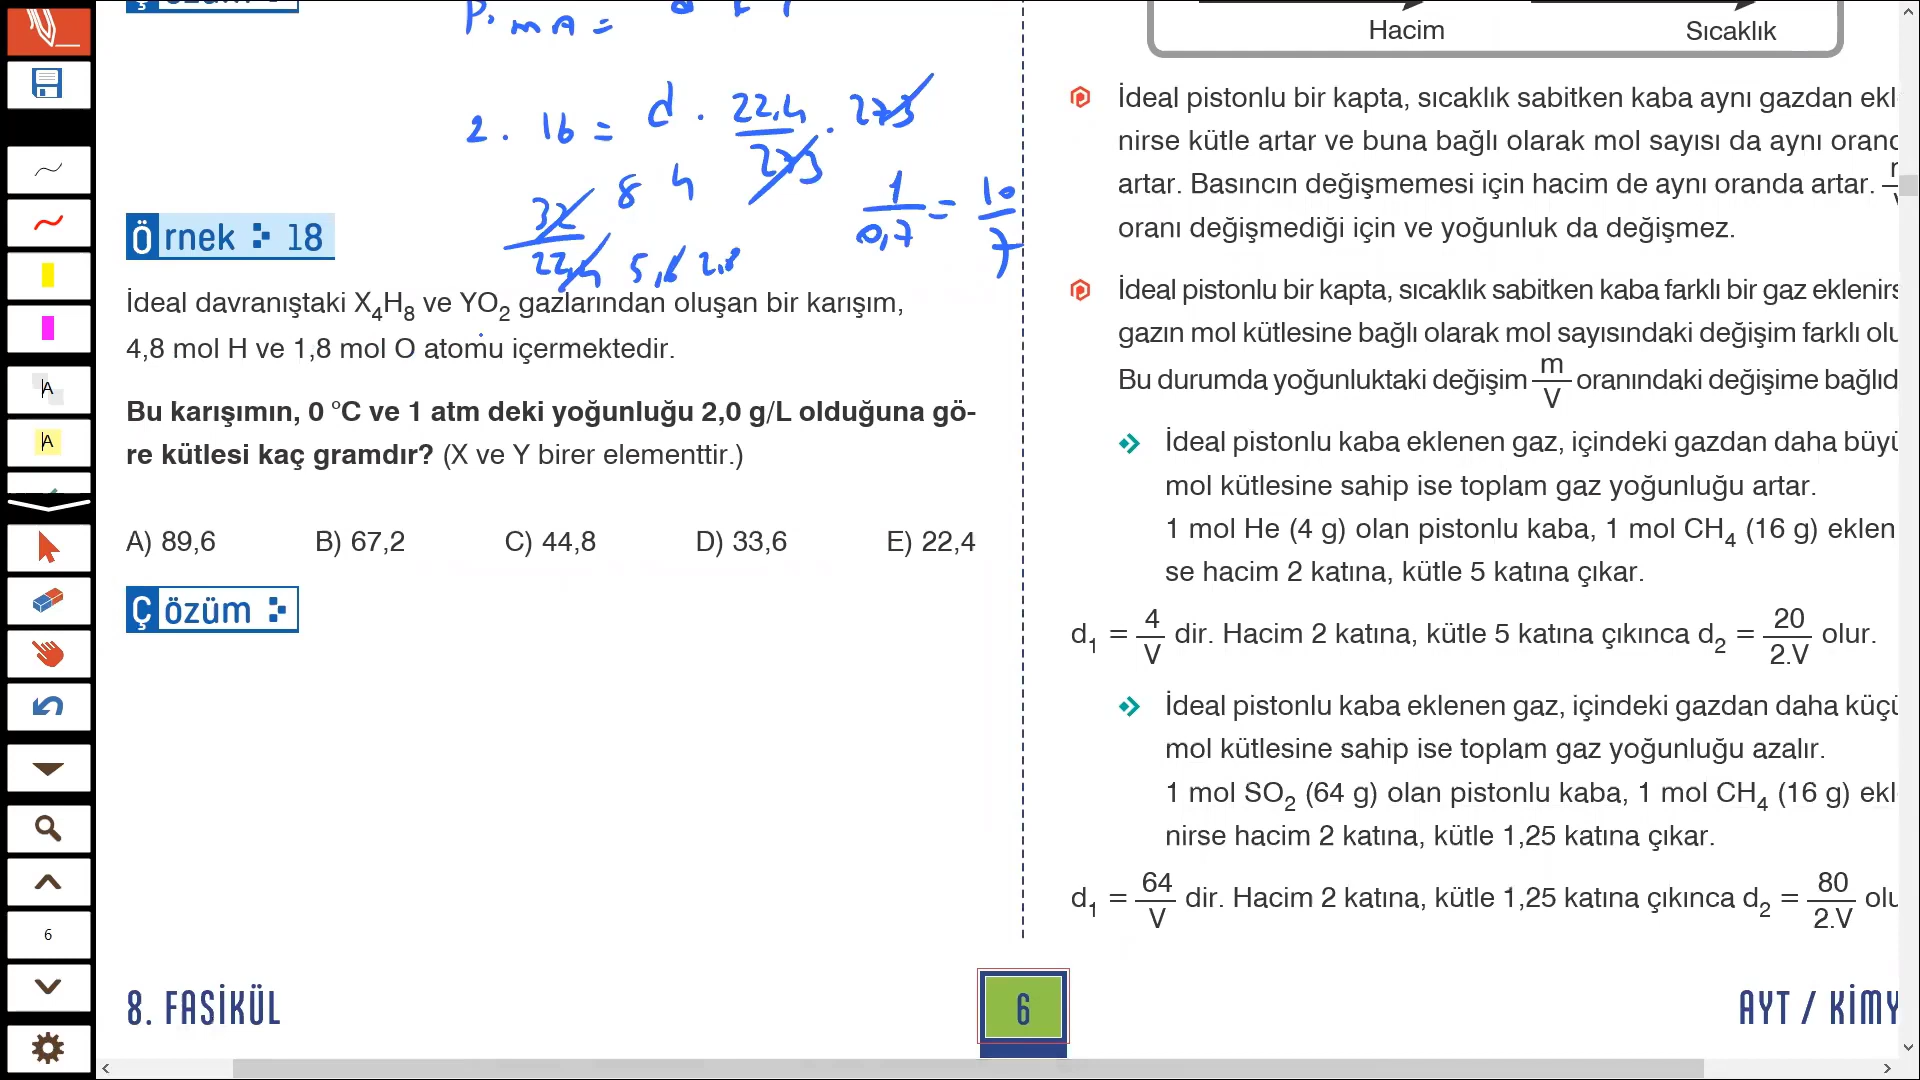 P. mA =
2 . 16 = d . 22,4 / 273 . 273
32 / 22,4
8 4
5,6 2,8
1 / 0,7 = 10 / 7
Örnek 18
İdeal davranıştaki X4H8 ve YO2 gazlarından oluşan bir karışım,
4,8 mol H ve 1,8 mol O atomu içermektedir.
Bu karışımın, 0 °C ve 1 atm deki yoğunluğu 2,0 g/L olduğuna gö-
re kütlesi kaç gramdır? (X ve Y birer elementtir.)
A) 89,6 B) 67,2 C) 44,8 D) 33,6 E) 22,4
Çözüm
Hacim Sıcaklık
İdeal pistonlu bir kapta, sıcaklık sabitken kaba aynı gazdan ekl
nirse kütle artar ve buna bağlı olarak mol sayısı da aynı oranc
artar. Basıncın değişmemesi için hacim de aynı oranda artar.
oranı değişmediği için ve yoğunluk da değişmez.
İdeal pistonlu bir kapta, sıcaklık sabitken kaba farklı bir gaz eklenirs
gazın mol kütlesine bağlı olarak mol sayısındaki değişim farklı olu
Bu durumda yoğunluktaki değişim m/V oranındaki değişime bağlıd
İdeal pistonlu kaba eklenen gaz, içindeki gazdan daha büyü
mol kütlesine sahip ise toplam gaz yoğunluğu artar.
1 mol He (4 g) olan pistonlu kaba, 1 mol CH4 (16 g) eklen
se hacim 2 katına, kütle 5 katına çıkar.
d1 = 4/V dir. Hacim 2 katına, kütle 5 katına çıkınca d2 = 20/2.V olur.
İdeal pistonlu kaba eklenen gaz, içindeki gazdan daha küçü
mol kütlesine sahip ise toplam gaz yoğunluğu azalır.
1 mol SO2 (64 g) olan pistonlu kaba, 1 mol CH4 (16 g) ekl
nirse hacim 2 katına, kütle 1,25 katına çıkar.
d1 = 64/V dir. Hacim 2 katına, kütle 1,25 katına çıkınca d2 = 80/2.V olu
8. FASİKÜL
6
AYT / KİMY
A
A
6